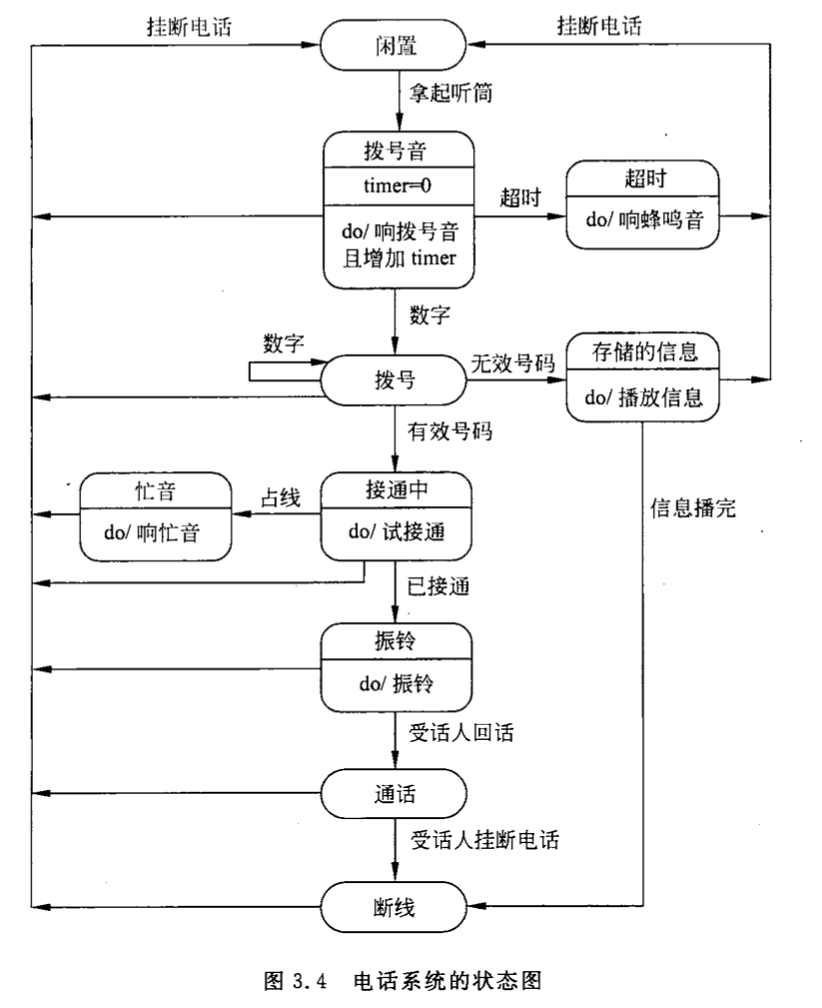 挂断电话
挂断电话
闲置
拿起听筒
拨号音
timer=0
do/响拨号音
且增加 timer
超时
超时
do/响蜂鸣音
数字
数字
拨号
无效号码
存储的信息
do/播放信息
有效号码
忙音
do/响忙音
占线
接通中
do/试接通
信息播完
已接通
振铃
do/振铃
受话人回话
通话
受话人挂断电话
断线
图 3.4 电话系统的状态图